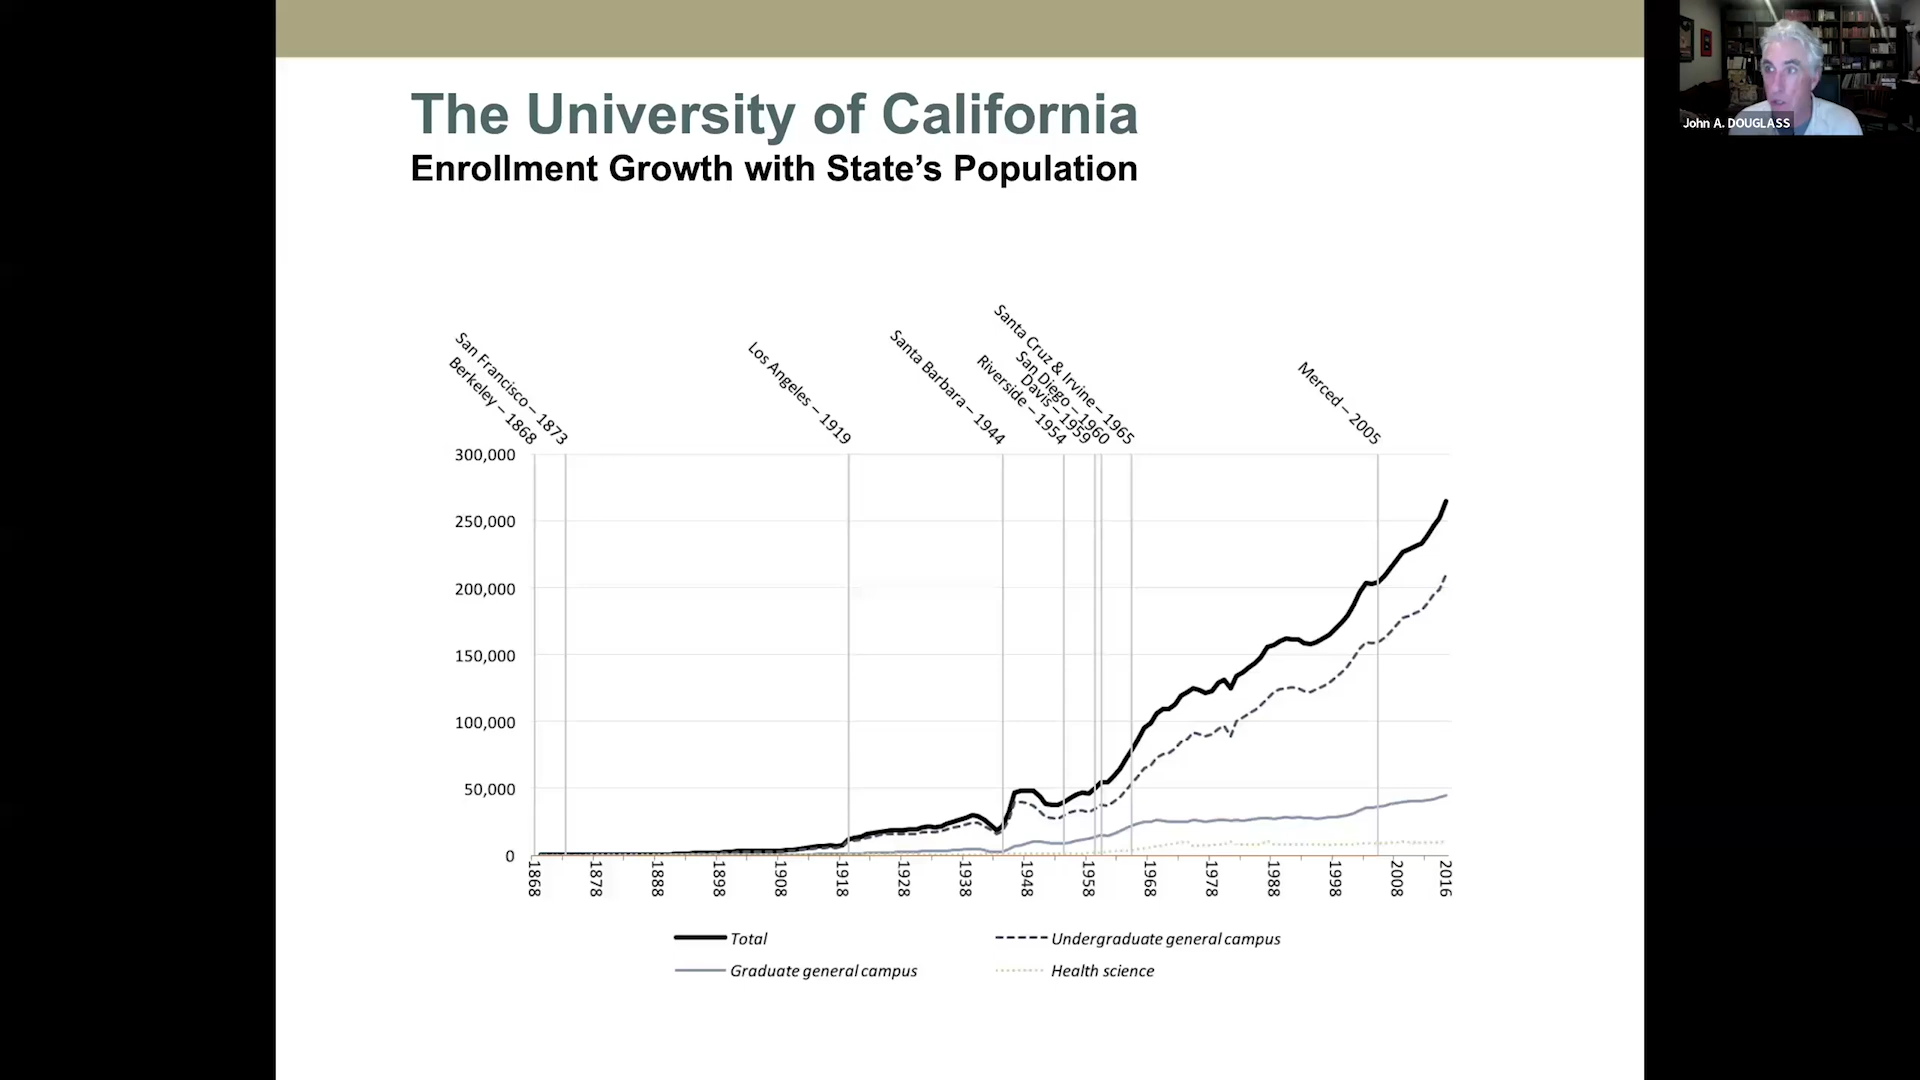 The University of California
Enrollment Growth with State's Population
John A. DOUGLASS
Berkeley – 1868
San Francisco – 1873
Los Angeles – 1919
Santa Barbara – 1944
Riverside – 1954
Davis – 1959
San Diego – 1960
Santa Cruz & Irvine – 1965
Merced – 2005
300,000
250,000
200,000
150,000
100,000
50,000
0
1868 1878 1888 1898 1908 1918 1928 1938 1948 1958 1968 1978 1988 1998 2008 2016
Total Undergraduate general campus
Graduate general campus Health science